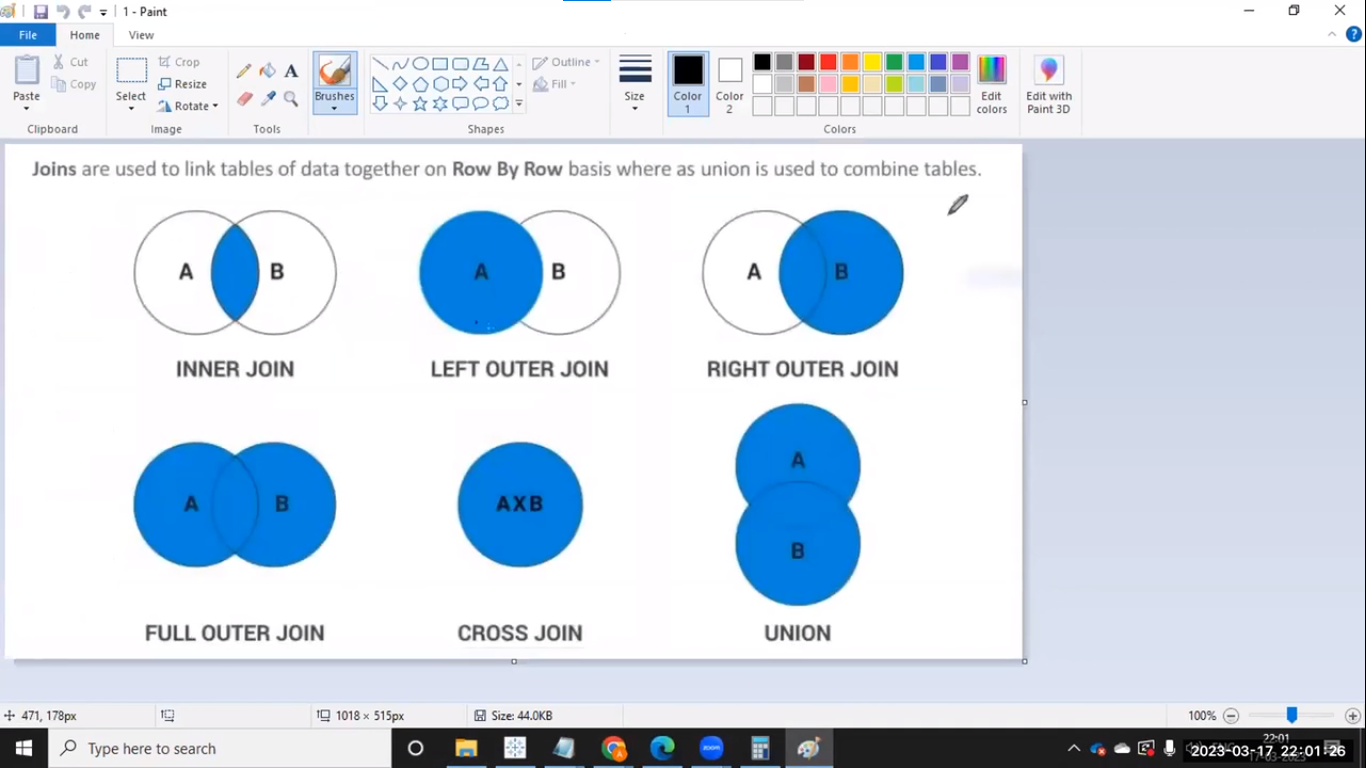 1 - Paint
File
Home
View
Paste
Cut
Copy
Clipboard
Select
Crop
Resize
Rotate
Image
A
Tools
Brushes
Outline
Fill
Shapes
Size
Color 1
Color 2
Edit colors
Colors
Edit with Paint 3D
Joins are used to link tables of data together on Row By Row basis where as union is used to combine tables.
A B
A B
A B
INNER JOIN
LEFT OUTER JOIN
RIGHT OUTER JOIN
A B
A X B
A
B
FULL OUTER JOIN
CROSS JOIN
UNION
471, 178px
1018 × 515px
Size: 44.0KB
100%
Type here to search
zoom
22:01
2023-03-17 22:01:26
17-03-2023